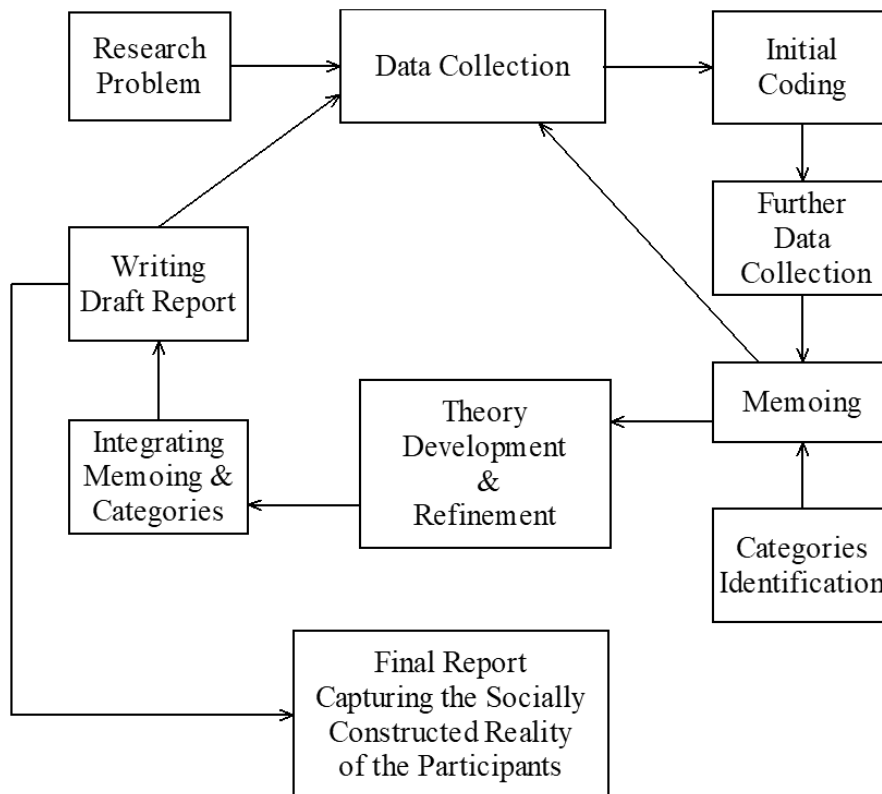 Research
Problem
Data Collection
Initial
Coding
Further
Data
Collection
Writing
Draft Report
Memoing
Theory
Development
&
Refinement
Integrating
Memoing &
Categories
Categories
Identification
Final Report
Capturing the Socially
Constructed Reality
of the Participants